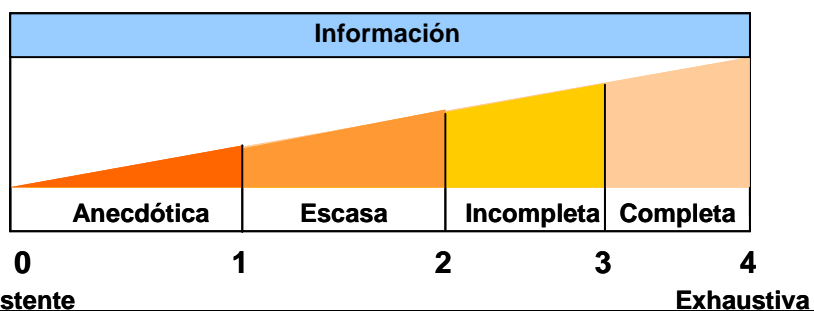 Información
Anecdótica Escasa Incompleta Completa
0 1 2 3 4
stente Exhaustiva